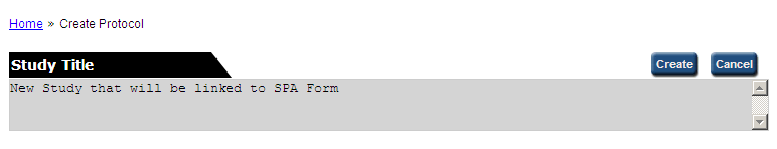 Home » Create Protocol
Study Title Create Cancel
New Study that will be linked to SPA Form